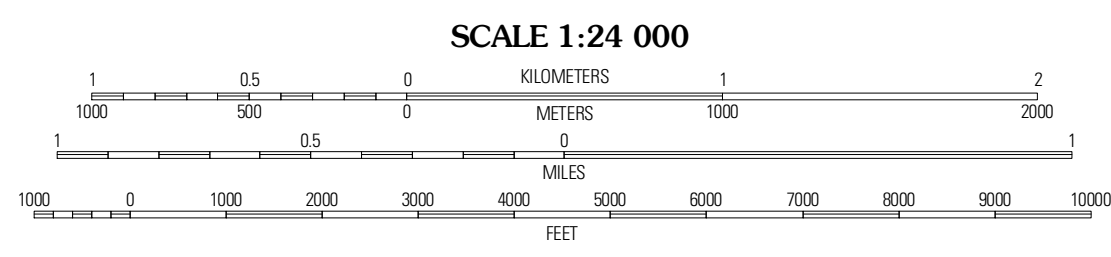 SCALE 1:24 000
1 0.5 0 KILOMETERS 1 2
1000 500 0 METERS 1000 2000
1 0.5 0 1
MILES
1000 0 1000 2000 3000 4000 5000 6000 7000 8000 9000 10000
FEET